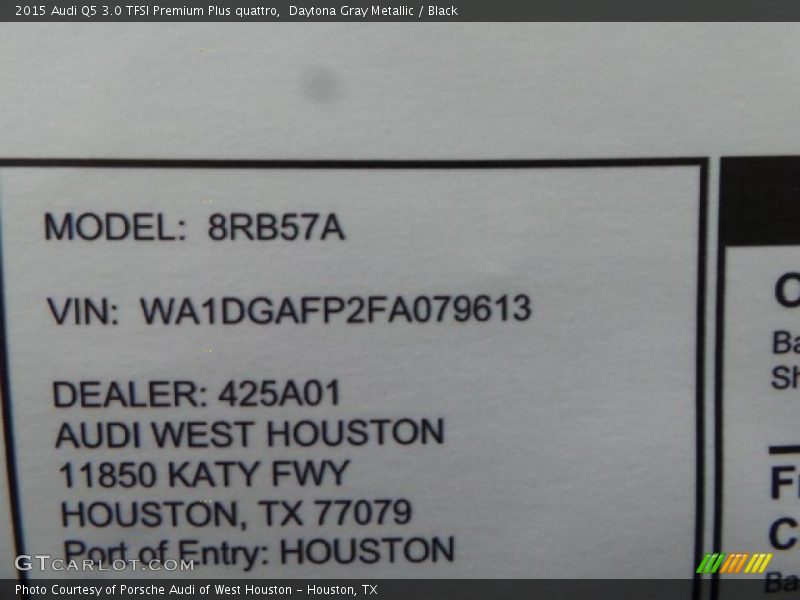 2015 Audi Q5 3.0 TFSI Premium Plus quattro,  Daytona Gray Metallic / Black
MODEL: 8RB57A
VIN: WA1DGAFP2FA079613
DEALER: 425A01
AUDI WEST HOUSTON
11850 KATY FWY
HOUSTON, TX 77079
Port of Entry: HOUSTON
GTCARLOT.COM
Photo Courtesy of Porsche Audi of West Houston - Houston, TX